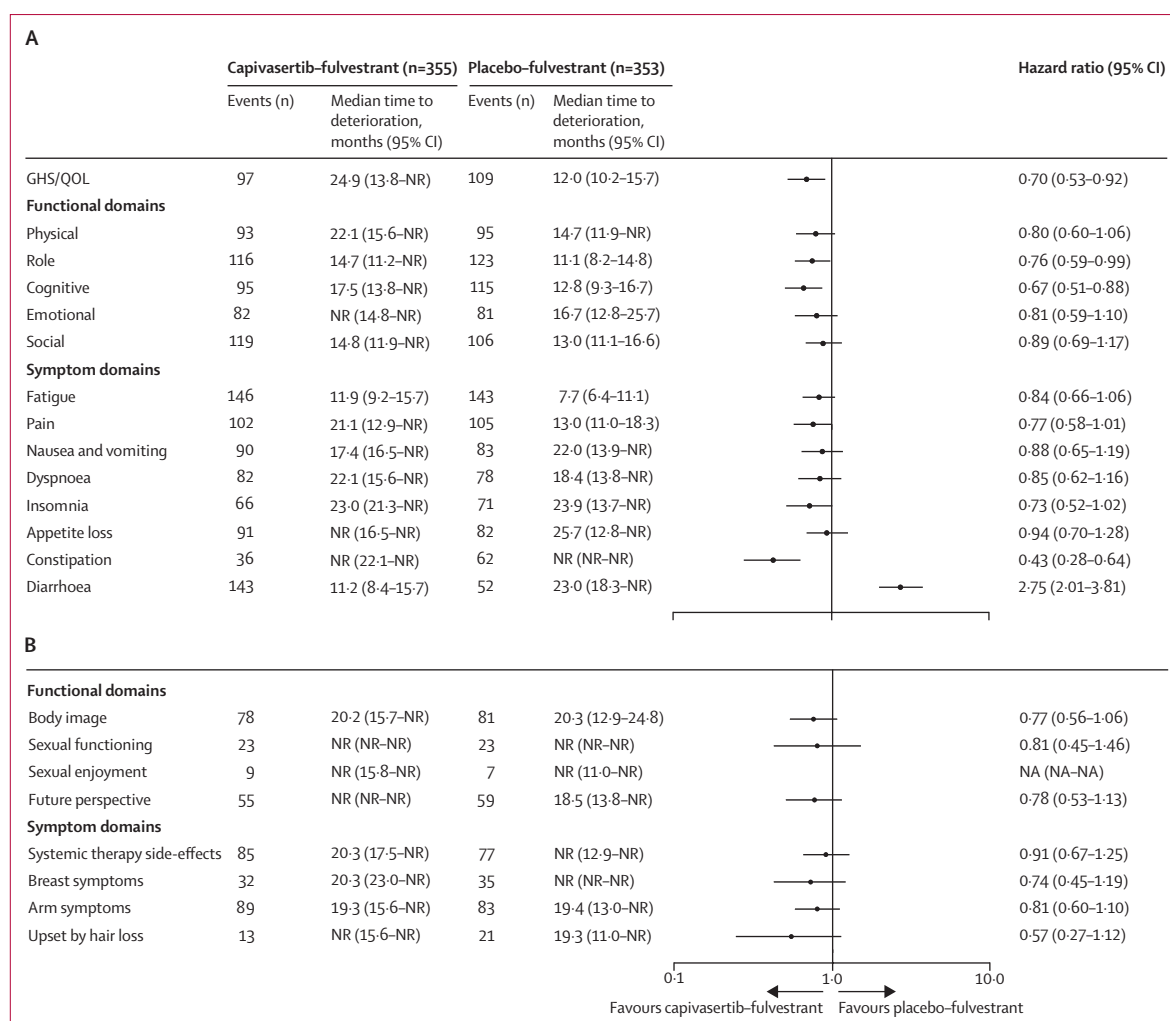 A
Capivasertib–fulvestrant (n=355) Placebo–fulvestrant (n=353) Hazard ratio (95% CI)
Events (n) Median time to deterioration, months (95% CI) Events (n) Median time to deterioration, months (95% CI)
GHS/QOL 97 24·9 (13·8–NR) 109 12·0 (10·2–15·7) 0·70 (0·53–0·92)
Functional domains
Physical 93 22·1 (15·6–NR) 95 14·7 (11·9–NR) 0·80 (0·60–1·06)
Role 116 14·7 (11·2–NR) 123 11·1 (8·2–14·8) 0·76 (0·59–0·99)
Cognitive 95 17·5 (13·8–NR) 115 12·8 (9·3–16·7) 0·67 (0·51–0·88)
Emotional 82 NR (14·8–NR) 81 16·7 (12·8–25·7) 0·81 (0·59–1·10)
Social 119 14·8 (11·9–NR) 106 13·0 (11·1–16·6) 0·89 (0·69–1·17)
Symptom domains
Fatigue 146 11·9 (9·2–15·7) 143 7·7 (6·4–11·1) 0·84 (0·66–1·06)
Pain 102 21·1 (12·9–NR) 105 13·0 (11·0–18·3) 0·77 (0·58–1·01)
Nausea and vomiting 90 17·4 (16·5–NR) 83 22·0 (13·9–NR) 0·88 (0·65–1·19)
Dyspnoea 82 22·1 (15·6–NR) 78 18·4 (13·8–NR) 0·85 (0·62–1·16)
Insomnia 66 23·0 (21·3–NR) 71 23·9 (13·7–NR) 0·73 (0·52–1·02)
Appetite loss 91 NR (16·5–NR) 82 25·7 (12·8–NR) 0·94 (0·70–1·28)
Constipation 36 NR (22·1–NR) 62 NR (NR–NR) 0·43 (0·28–0·64)
Diarrhoea 143 11·2 (8·4–15·7) 52 23·0 (18·3–NR) 2·75 (2·01–3·81)
B
Functional domains
Body image 78 20·2 (15·7–NR) 81 20·3 (12·9–24·8) 0·77 (0·56–1·06)
Sexual functioning 23 NR (NR–NR) 23 NR (NR–NR) 0·81 (0·45–1·46)
Sexual enjoyment 9 NR (15·8–NR) 7 NR (11·0–NR) NA (NA–NA)
Future perspective 55 NR (NR–NR) 59 18·5 (13·8–NR) 0·78 (0·53–1·13)
Symptom domains
Systemic therapy side-effects 85 20·3 (17·5–NR) 77 NR (12·9–NR) 0·91 (0·67–1·25)
Breast symptoms 32 20·3 (23·0–NR) 35 NR (NR–NR) 0·74 (0·45–1·19)
Arm symptoms 89 19·3 (15·6–NR) 83 19·4 (13·0–NR) 0·81 (0·60–1·10)
Upset by hair loss 13 NR (15·6–NR) 21 19·3 (11·0–NR) 0·57 (0·27–1·12)
0·1 1·0 10·0
Favours capivasertib–fulvestrant Favours placebo–fulvestrant